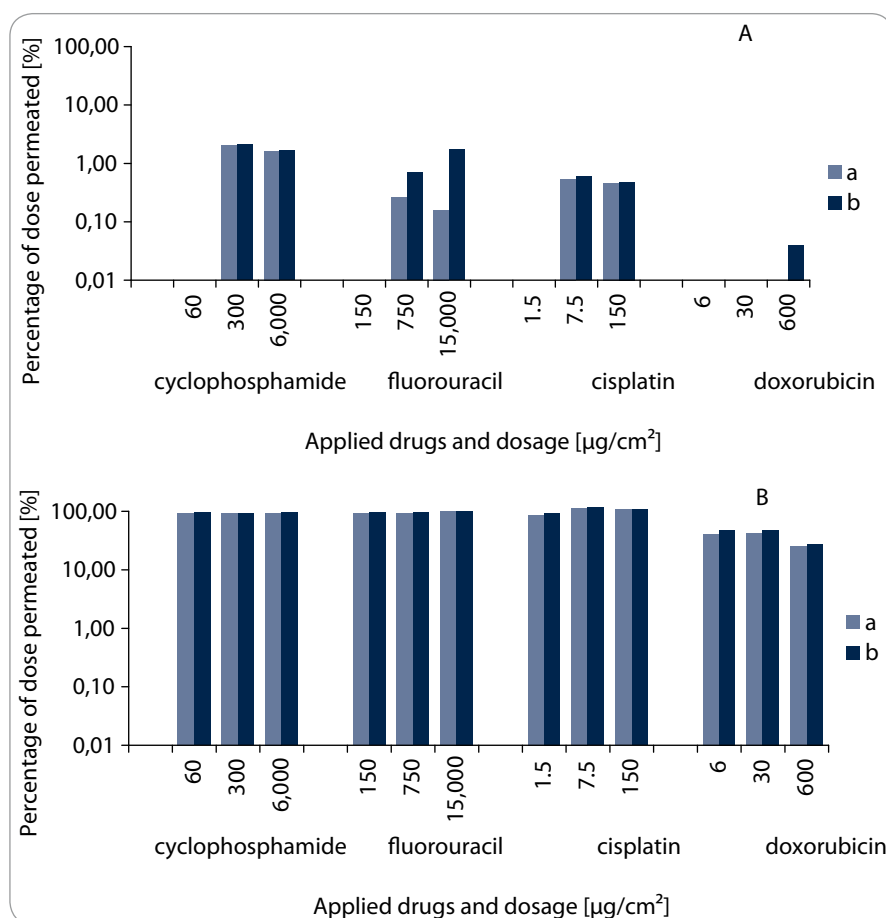 A
Percentage of dose permeated [%]
100,00
10,00
1,00
0,10
0,01
a
b
60
300
6,000
150
750
15,000
1.5
7.5
150
6
30
600
cyclophosphamide
fluorouracil
cisplatin
doxorubicin
Applied drugs and dosage [µg/cm²]
B
Percentage of dose permeated [%]
100,00
10,00
1,00
0,10
0,01
a
b
60
300
6,000
150
750
15,000
1.5
7.5
150
6
30
600
cyclophosphamide
fluorouracil
cisplatin
doxorubicin
Applied drugs and dosage [µg/cm²]